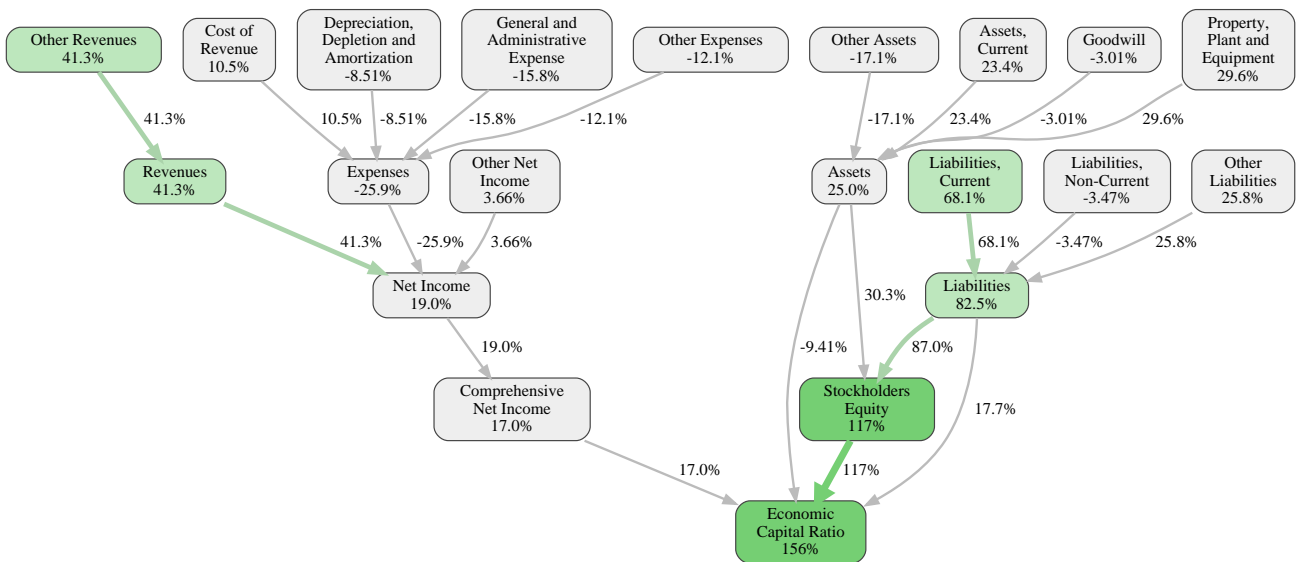 Other Revenues
41.3%
Cost of
Revenue
10.5%
Depreciation,
Depletion and
Amortization
-8.51%
General and
Administrative
Expense
-15.8%
Other Expenses
-12.1%
Other Assets
-17.1%
Assets,
Current
23.4%
Goodwill
-3.01%
Property,
Plant and
Equipment
29.6%
41.3%
10.5%
-8.51%
-15.8%
-12.1%
-17.1%
23.4%
-3.01%
29.6%
Revenues
41.3%
Expenses
-25.9%
Other Net
Income
3.66%
Assets
25.0%
Liabilities,
Current
68.1%
Liabilities,
Non-Current
-3.47%
Other
Liabilities
25.8%
41.3%
-25.9%
3.66%
68.1%
-3.47%
25.8%
Net Income
19.0%
30.3%
Liabilities
82.5%
19.0%
-9.41%
87.0%
Comprehensive
Net Income
17.0%
Stockholders
Equity
117%
17.7%
17.0%
117%
Economic
Capital Ratio
156%